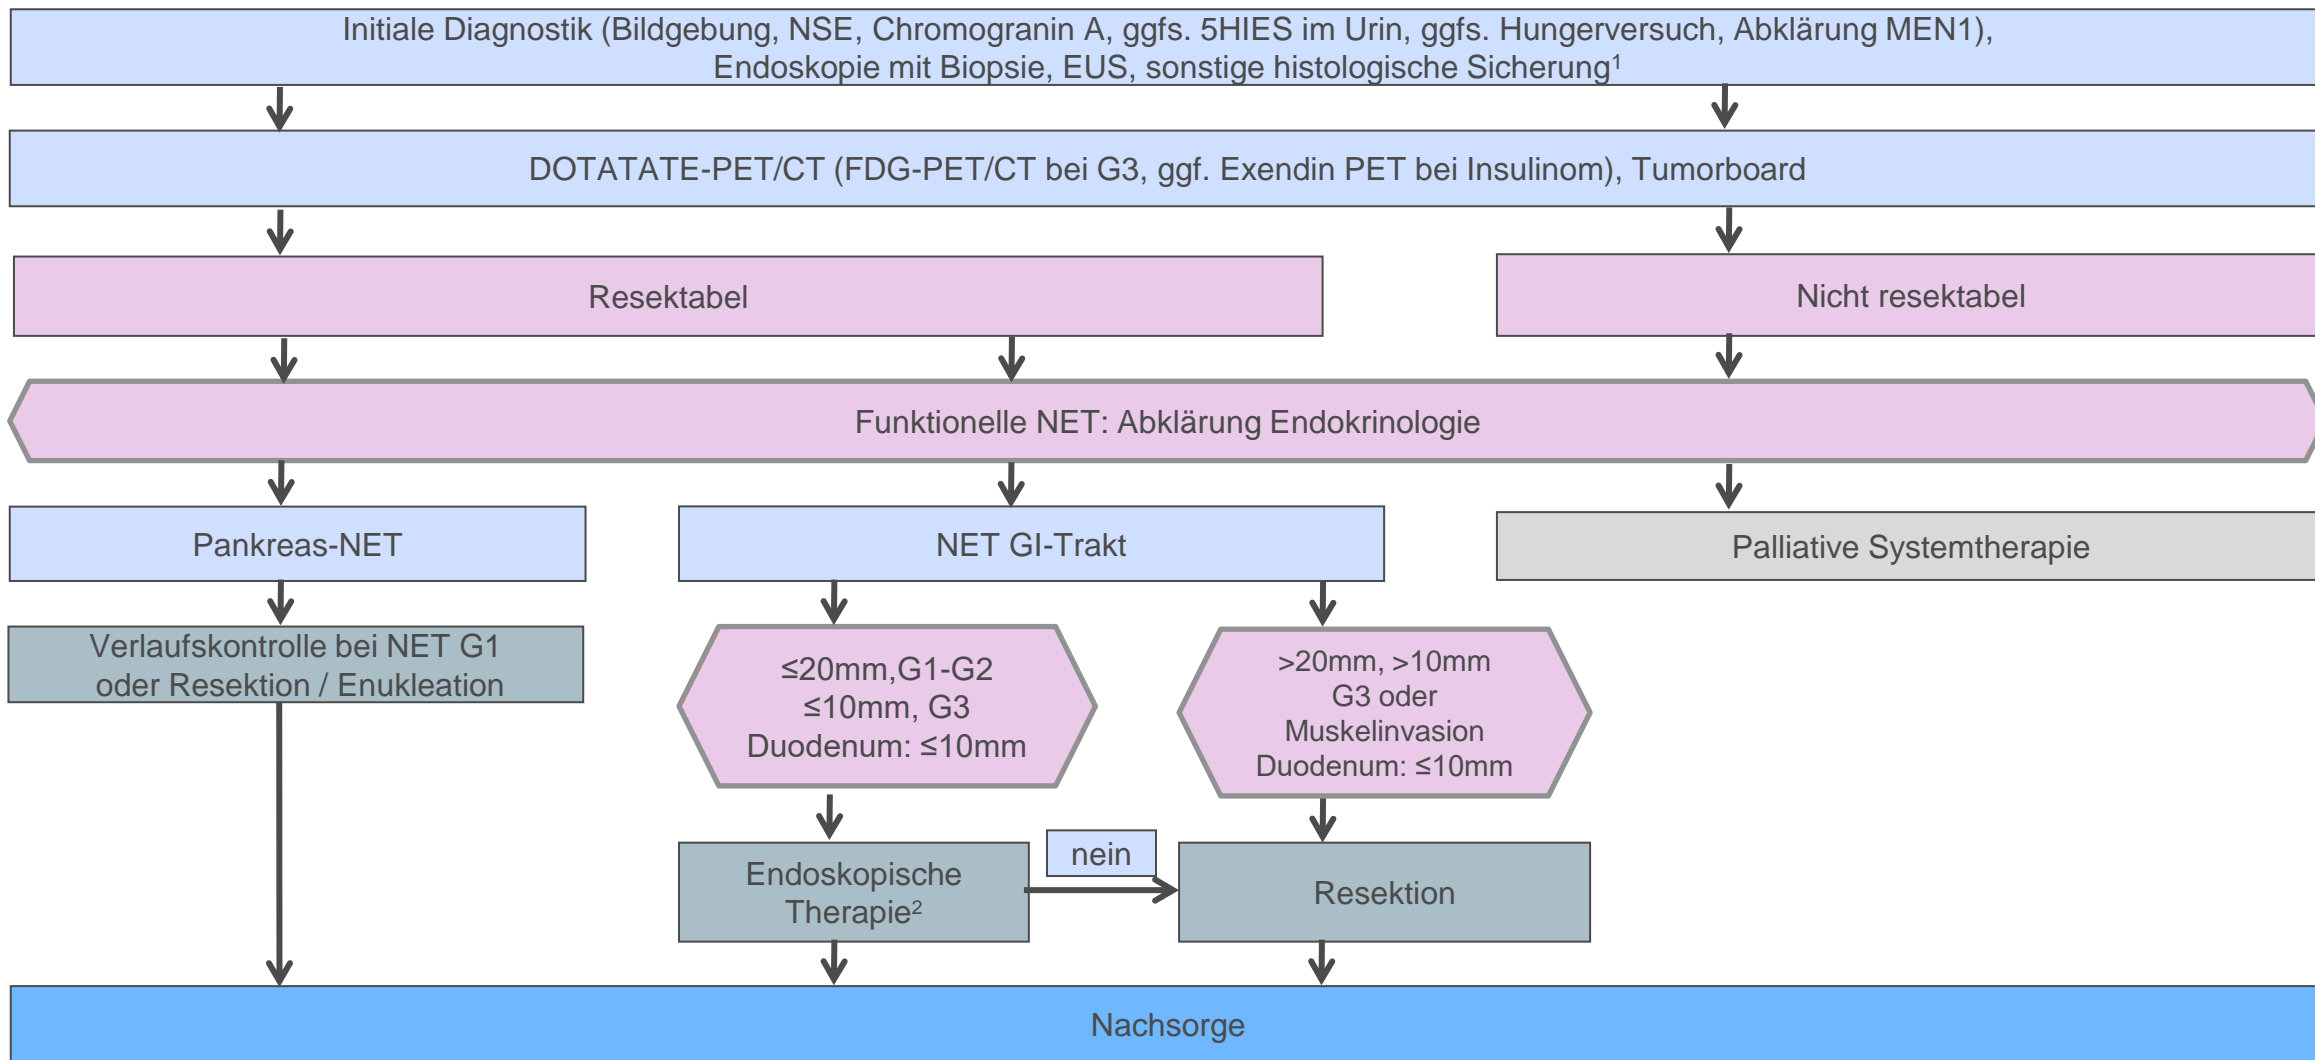 Initiale Diagnostik (Bildgebung, NSE, Chromogranin A, ggfs. 5HIES im Urin, ggfs. Hungerversuch, Abklärung MEN1),
Endoskopie mit Biopsie, EUS, sonstige histologische Sicherung¹
DOTATATE-PET/CT (FDG-PET/CT bei G3, ggf. Exendin PET bei Insulinom), Tumorboard
Resektabel
Nicht resektabel
Funktionelle NET: Abklärung Endokrinologie
Pankreas-NET
NET GI-Trakt
Palliative Systemtherapie
Verlaufskontrolle bei NET G1
oder Resektion / Enukleation
≤20mm,G1-G2
≤10mm, G3
Duodenum: ≤10mm
>20mm, >10mm
G3 oder
Muskelinvasion
Duodenum: ≤10mm
Endoskopische
Therapie²
nein
Resektion
Nachsorge